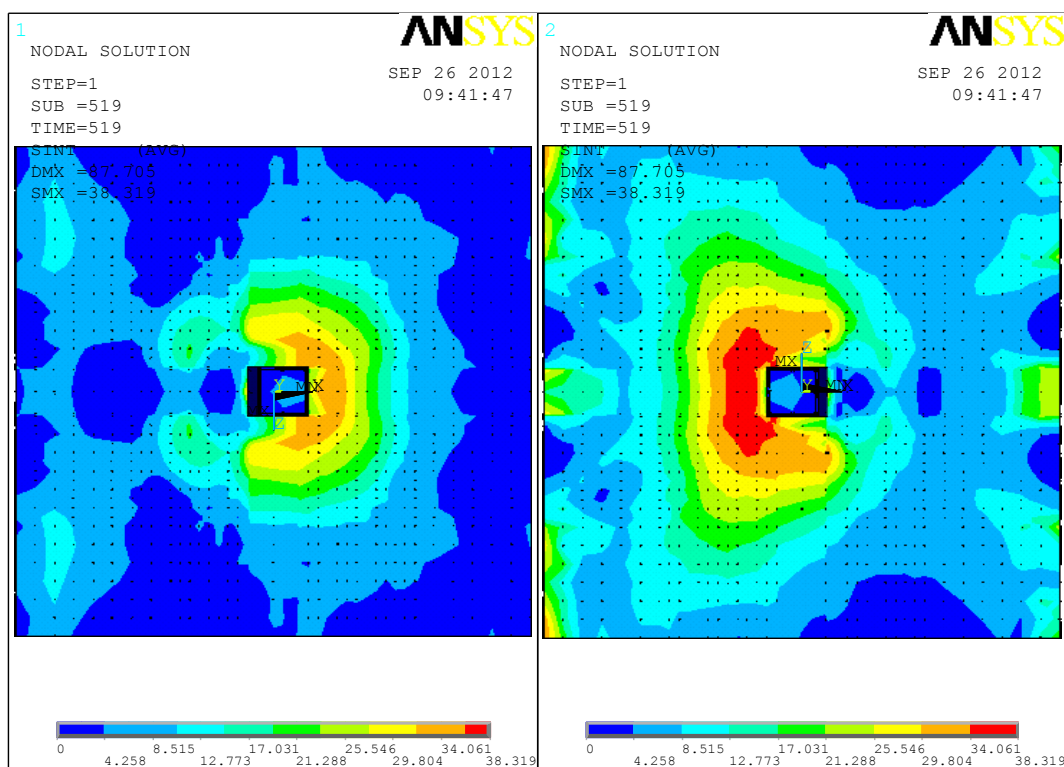 1
ANSYS
NODAL SOLUTION
SEP 26 2012
STEP=1
09:41:47
SUB =519
TIME=519
SINT (AVG)
DMX =87.705
SMX =38.319
Y
X
Z
0 8.515 17.031 25.546 34.061
4.258 12.773 21.288 29.804 38.319
2
ANSYS
NODAL SOLUTION
SEP 26 2012
STEP=1
09:41:47
SUB =519
TIME=519
SINT (AVG)
DMX =87.705
SMX =38.319
Z
MX
Y
X
0 8.515 17.031 25.546 34.061
4.258 12.773 21.288 29.804 38.319